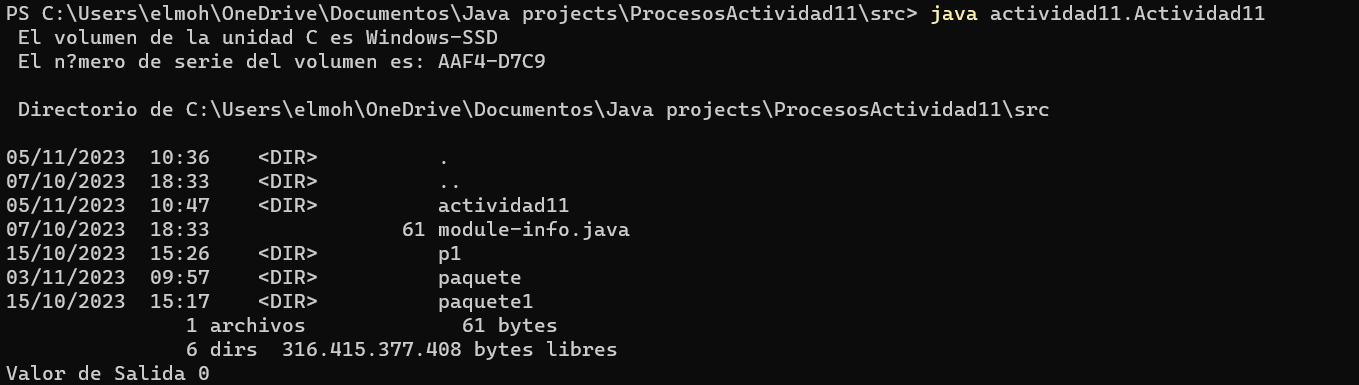 PS C:\Users\elmoh\OneDrive\Documentos\Java projects\ProcesosActividad11\src> java actividad11.Actividad11
El volumen de la unidad C es Windows-SSD
El n?mero de serie del volumen es: AAF4-D7C9
Directorio de C:\Users\elmoh\OneDrive\Documentos\Java projects\ProcesosActividad11\src
05/11/2023  10:36    <DIR>          .
07/10/2023  18:33    <DIR>          ..
05/11/2023  10:47    <DIR>          actividad11
07/10/2023  18:33                61 module-info.java
15/10/2023  15:26    <DIR>          p1
03/11/2023  09:57    <DIR>          paquete
15/10/2023  15:17    <DIR>          paquete1
1 archivos             61 bytes
6 dirs  316.415.377.408 bytes libres
Valor de Salida 0